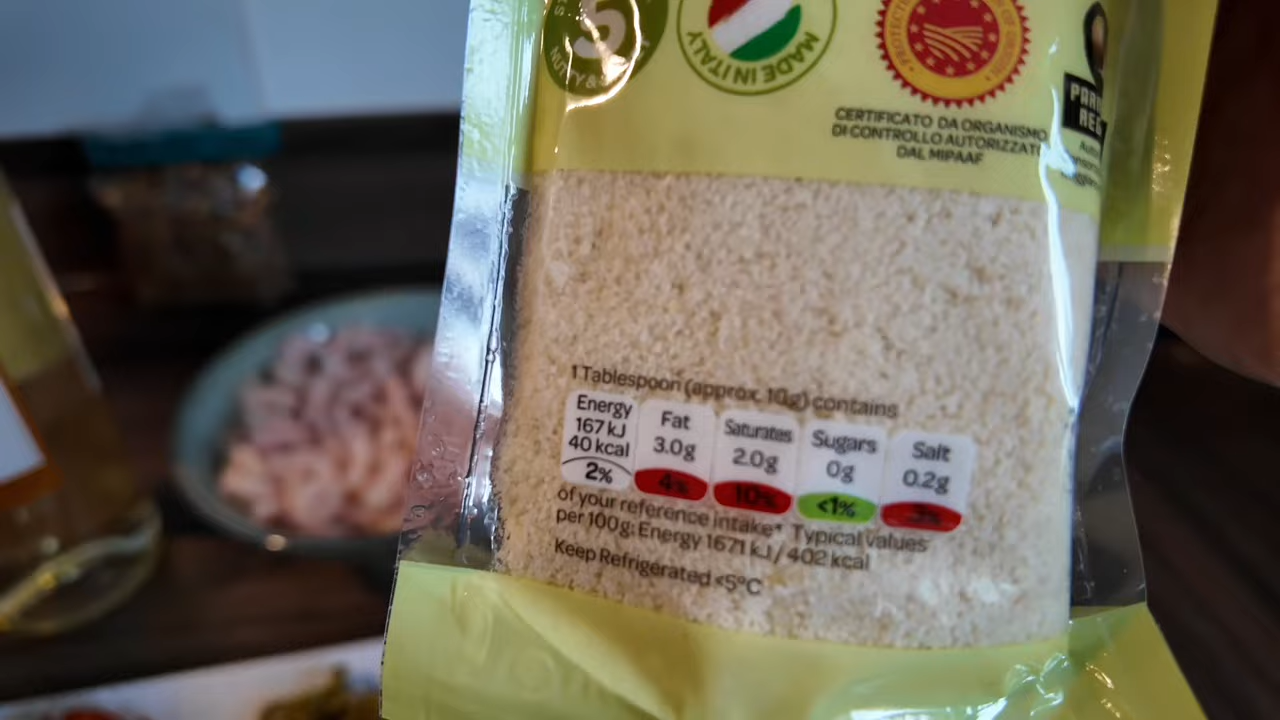 5
NUTTY &
MADE IN ITALY
CERTIFICATO DA ORGANISMO
DI CONTROLLO AUTORIZZATO
DAL MIPAAF
1 Tablespoon (approx. 10g) contains
Energy
167 kJ
40 kcal
2%
Fat
3.0g
4%
Saturates
2.0g
10%
Sugars
0g
<1%
Salt
0.2g
of your reference intake* Typical values
per 100g: Energy 1671 kJ / 402 kcal
Keep Refrigerated <5°C